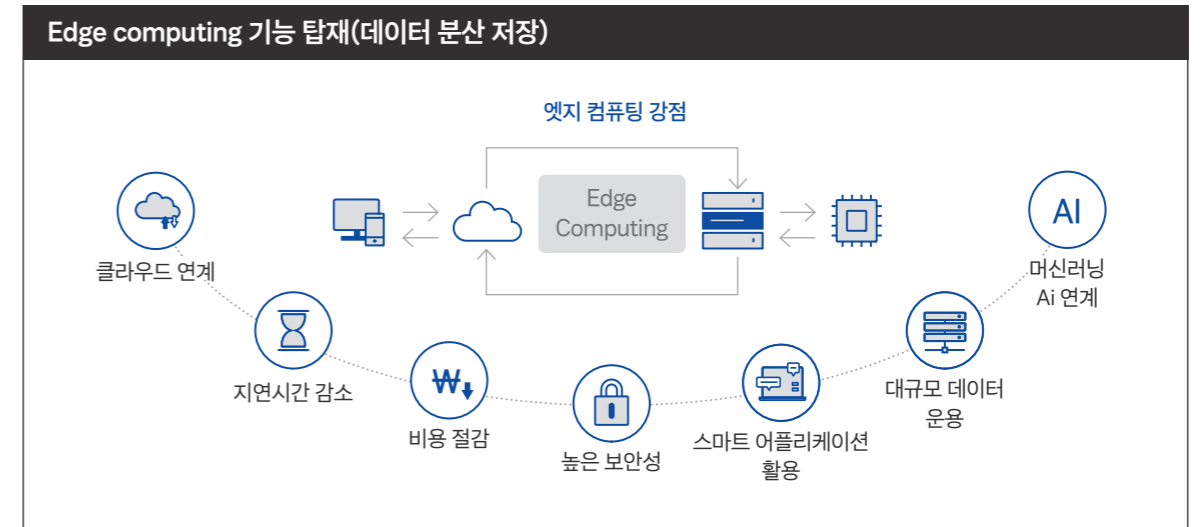 Edge computing 기능 탑재(데이터 분산 저장)
엣지 컴퓨팅 강점
Edge
Computing
클라우드 연계
지연시간 감소
₩
비용 절감
높은 보안성
스마트 어플리케이션
활용
대규모 데이터
운용
AI
머신러닝
Ai 연계